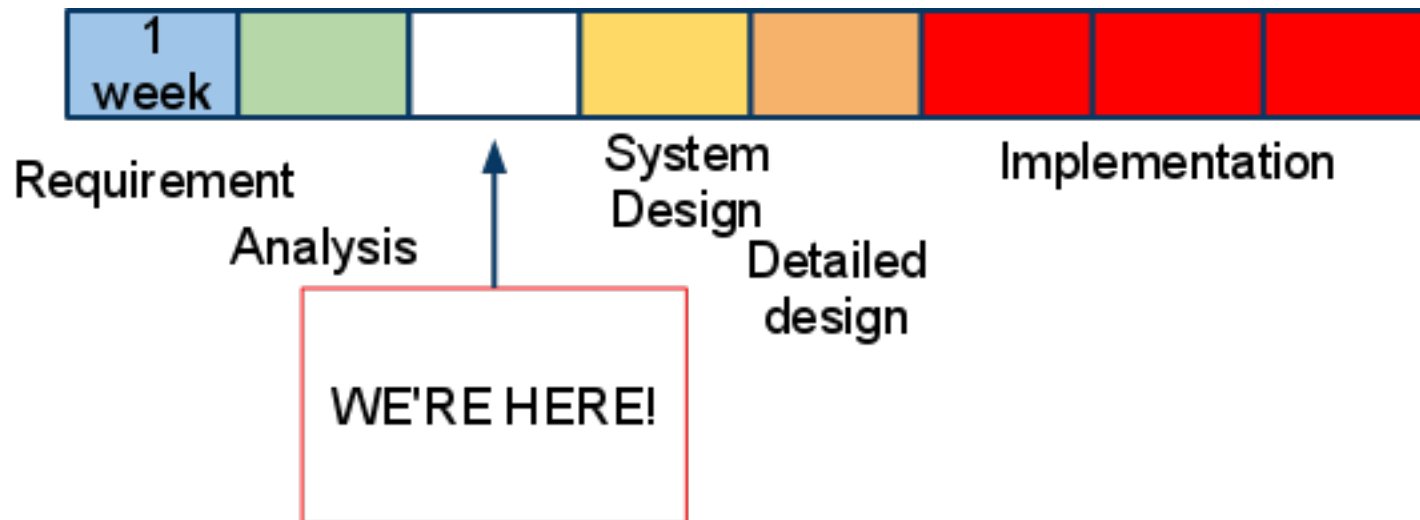 1
week
Requirement
Analysis
System
Design
Detailed
design
Implementation
WE'RE HERE!